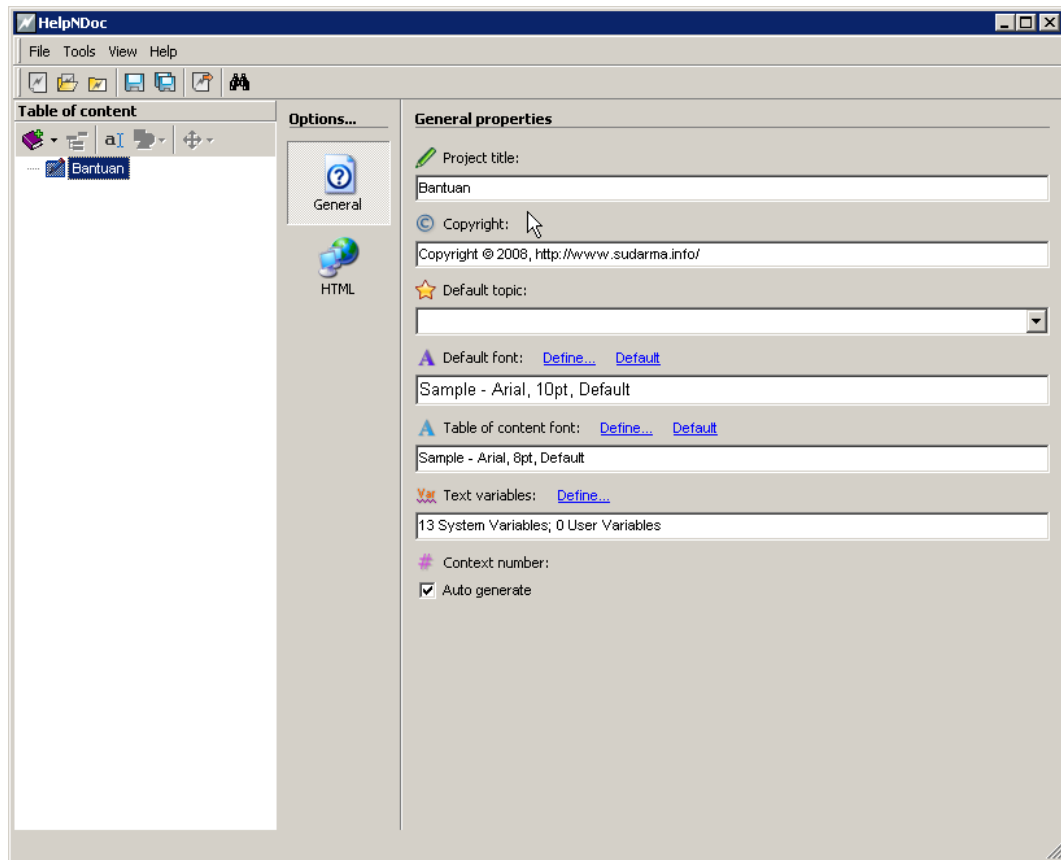 HelpNDoc
File Tools View Help
Table of content
Bantuan
Options...
General
HTML
General properties
Project title:
Bantuan
Copyright:
Copyright © 2008, http://www.sudarma.info/
Default topic:
Default font: Define... Default
Sample - Arial, 10pt, Default
Table of content font: Define... Default
Sample - Arial, 8pt, Default
Text variables: Define...
13 System Variables; 0 User Variables
Context number:
Auto generate